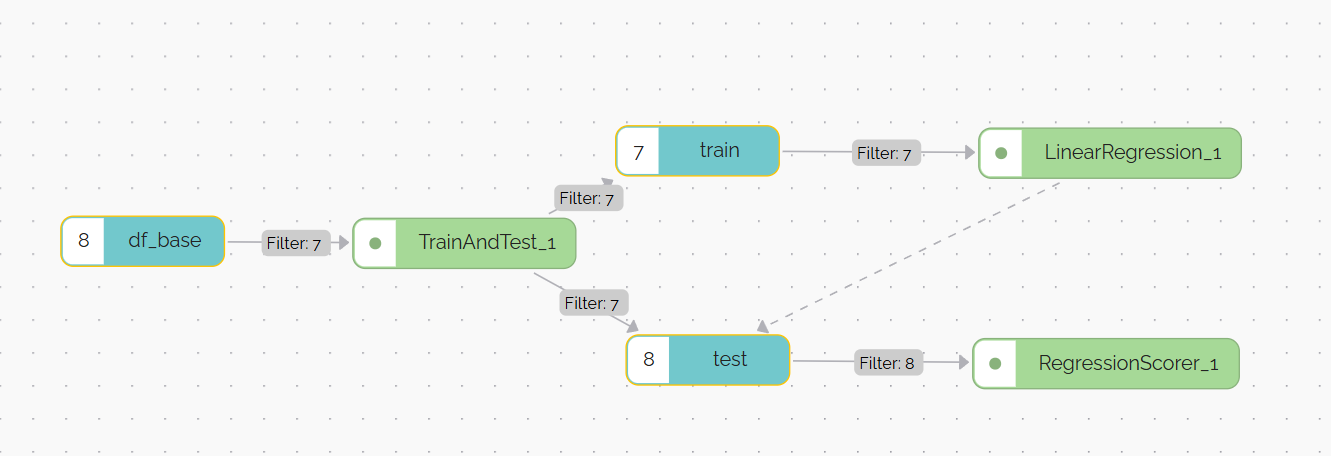 7 train
Filter: 7
LinearRegression_1
Filter: 7
8 df_base
Filter: 7
TrainAndTest_1
Filter: 7
8 test
Filter: 8
RegressionScorer_1